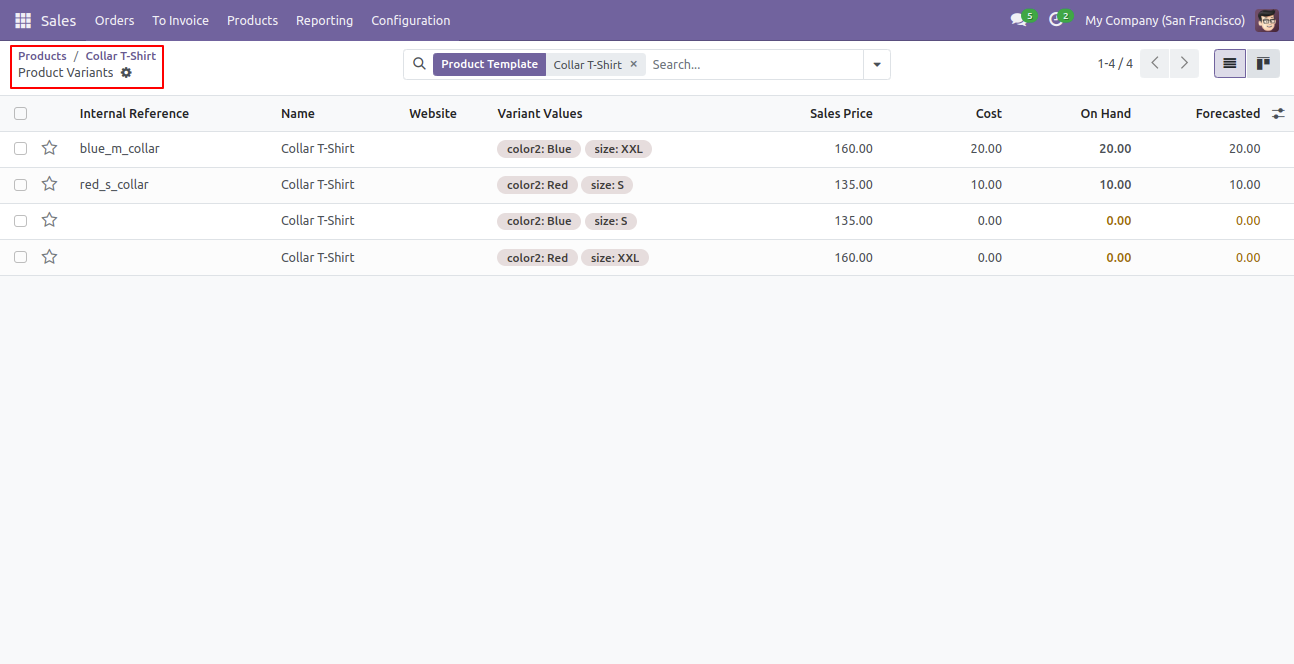 Sales Orders To Invoice Products Reporting Configuration 5 2 My Company (San Francisco)
Products / Collar T-Shirt
Product Variants
Product Template Collar T-Shirt × Search... 1-4 / 4
Internal Reference Name Website Variant Values Sales Price Cost On Hand Forecasted
blue_m_collar Collar T-Shirt color2: Blue size: XXL 160.00 20.00 20.00 20.00
red_s_collar Collar T-Shirt color2: Red size: S 135.00 10.00 10.00 10.00
Collar T-Shirt color2: Blue size: S 135.00 0.00 0.00 0.00
Collar T-Shirt color2: Red size: XXL 160.00 0.00 0.00 0.00